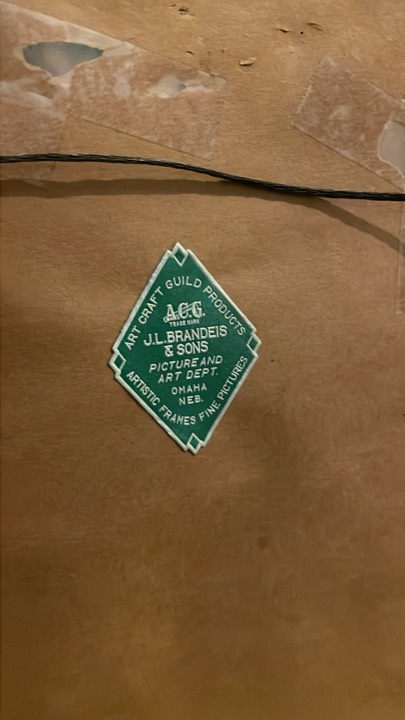 ART CRAFT GUILD PRODUCTS
A.C.G.
TRADE MARK
J.L.BRANDEIS
& SONS
PICTURE AND
ART DEPT.
OMAHA
NEB.
ARTISTIC FRAMES FINE PICTURES